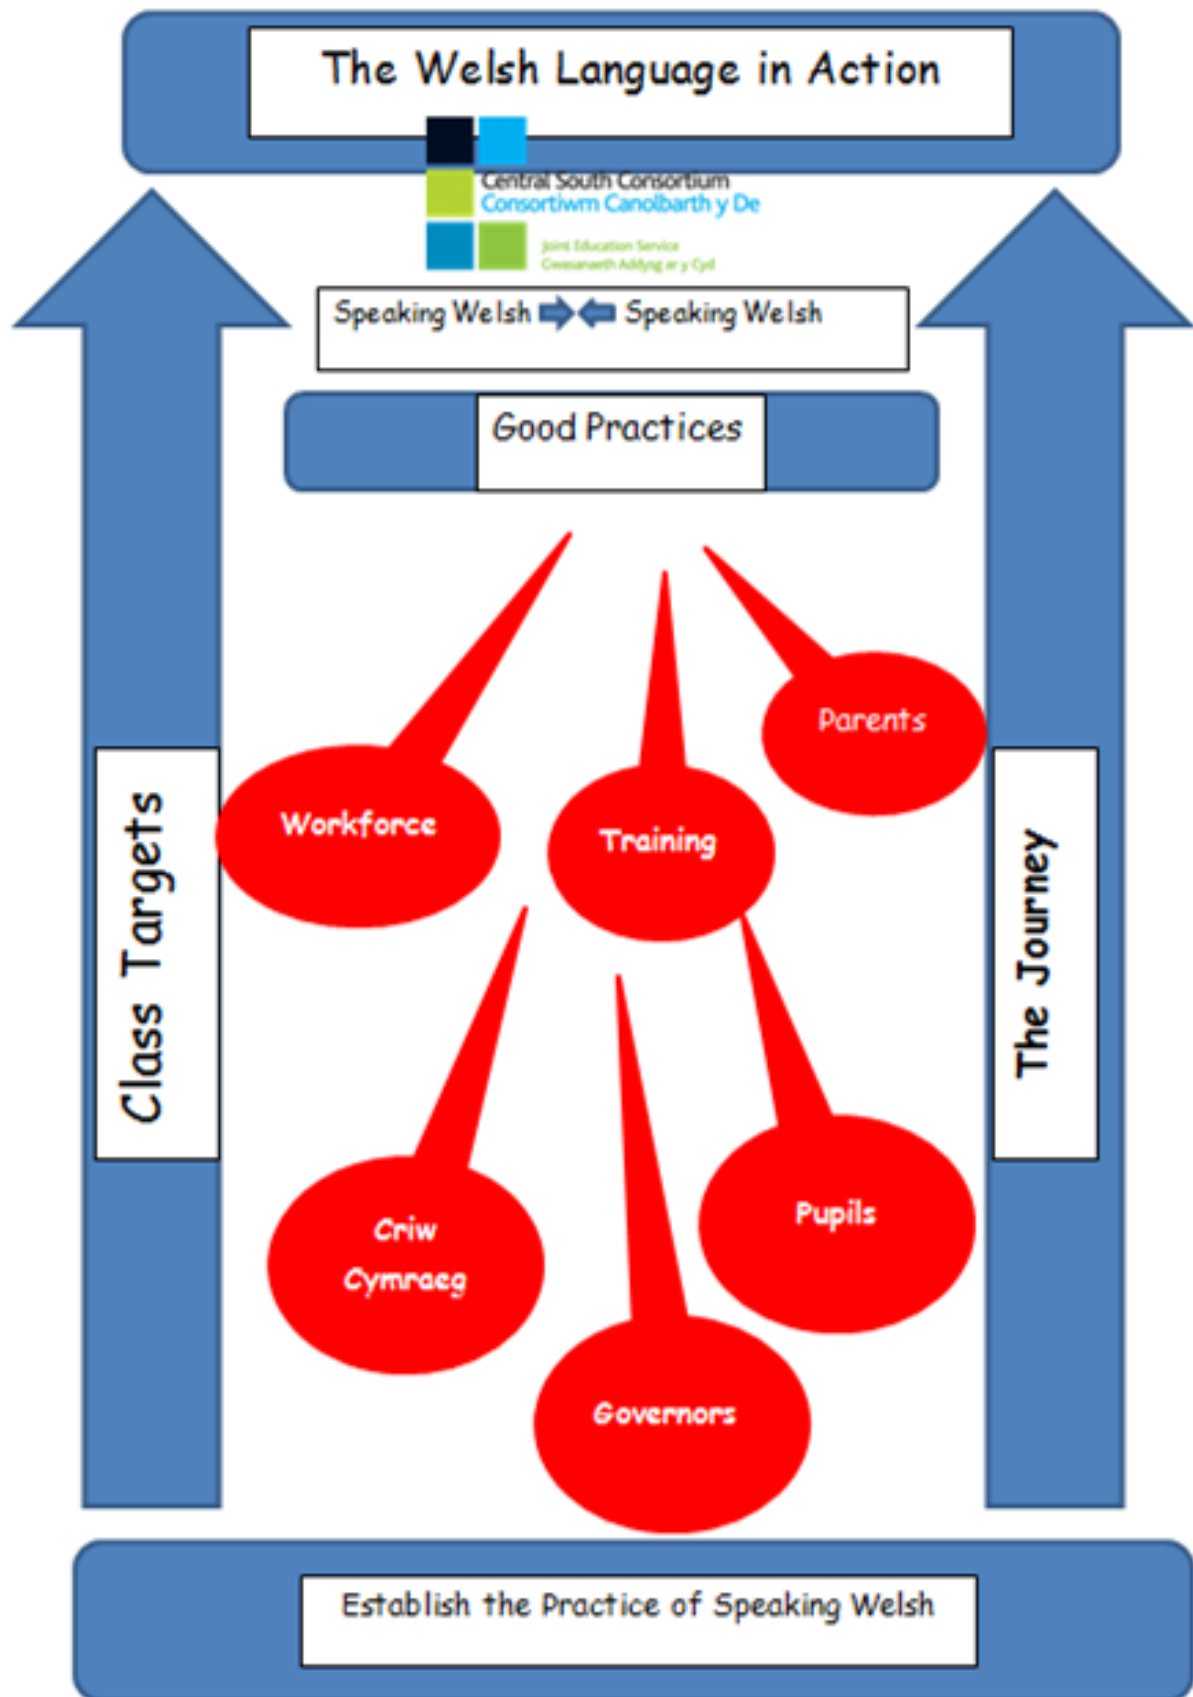 The Welsh Language in Action
Central South Consortium
Consortiwm Canolbarth y De
Joint Education Service
Gwasanaeth Addysg ar y Cyd
Speaking Welsh Speaking Welsh
Good Practices
Parents
Workforce
Training
Class Targets
The Journey
Criw
Cymraeg
Pupils
Governors
Establish the Practice of Speaking Welsh